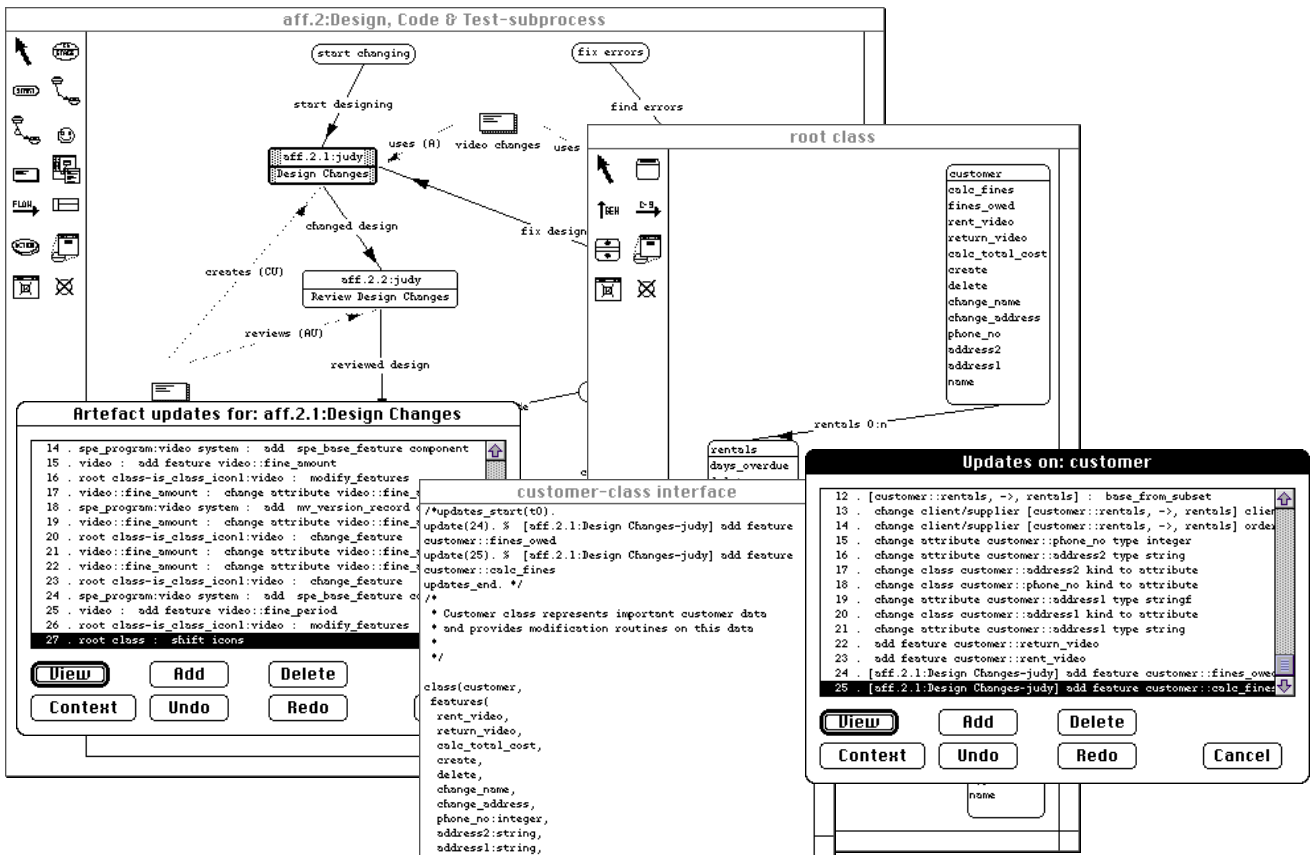 aff.2:Design, Code & Test-subprocess
start changing
fix errors
start designing
find errors
uses (A)
video changes
uses
aff.2.1:judy
Design Changes
changed design
fix design
creates (CU)
aff.2.2:judy
Review Design Changes
reviews (AU)
reviewed design
START
FLOW
root class
GEN
C-S
customer
calc_fines
fines_owed
rent_video
return_video
calc_total_cost
create
delete
change_name
change_address
phone_no
address2
address1
name
rentals 0:n
rentals
days_overdue
Artefact updates for: aff.2.1:Design Changes
14 . spe_program:video system : add spe_base_feature component
15 . video : add feature video::fine_amount
16 . root class-is_class_icon1:video : modify_features
17 . video::fine_amount : change attribute video::fine_
18 . spe_program:video system : add mv_version_record
19 . video::fine_amount : change attribute video::fine_
20 . root class-is_class_icon1:video : change_feature
21 . video::fine_amount : change attribute video::fine_
22 . video::fine_amount : change attribute video::fine_
23 . root class-is_class_icon1:video : change_feature
24 . spe_program:video system : add spe_base_feature
25 . video : add feature video::fine_period
26 . root class-is_class_icon1:video : modify_features
27 . root class : shift icons
View
Add
Delete
Context
Undo
Redo
customer-class interface
/*updates_start(t0).
update(24). % [aff.2.1:Design Changes-judy] add feature
customer::fines_owed
update(25). % [aff.2.1:Design Changes-judy] add feature
customer::calc_fines
updates_end. */
/*
* Customer class represents important customer data
* and provides modification routines on this data
*
*/
class(customer,
features(
rent_video,
return_video,
calc_total_cost,
create,
delete,
change_name,
change_address,
phone_no:integer,
address2:string,
address1:string,
Updates on: customer
12 . [customer::rentals, ->, rentals] : base_from_subset
13 . change client/supplier [customer::rentals, ->, rentals]
14 . change client/supplier [customer::rentals, ->, rentals]
15 . change attribute customer::phone_no type integer
16 . change attribute customer::address2 type string
17 . change class customer::address2 kind to attribute
18 . change class customer::phone_no kind to attribute
19 . change attribute customer::address1 type stringf
20 . change class customer::address1 kind to attribute
21 . change attribute customer::address1 type string
22 . add feature customer::return_video
23 . add feature customer::rent_video
24 . [aff.2.1:Design Changes-judy] add feature customer::fines_owed
25 . [aff.2.1:Design Changes-judy] add feature customer::calc_fines
View
Add
Delete
Context
Undo
Redo
Cancel
name